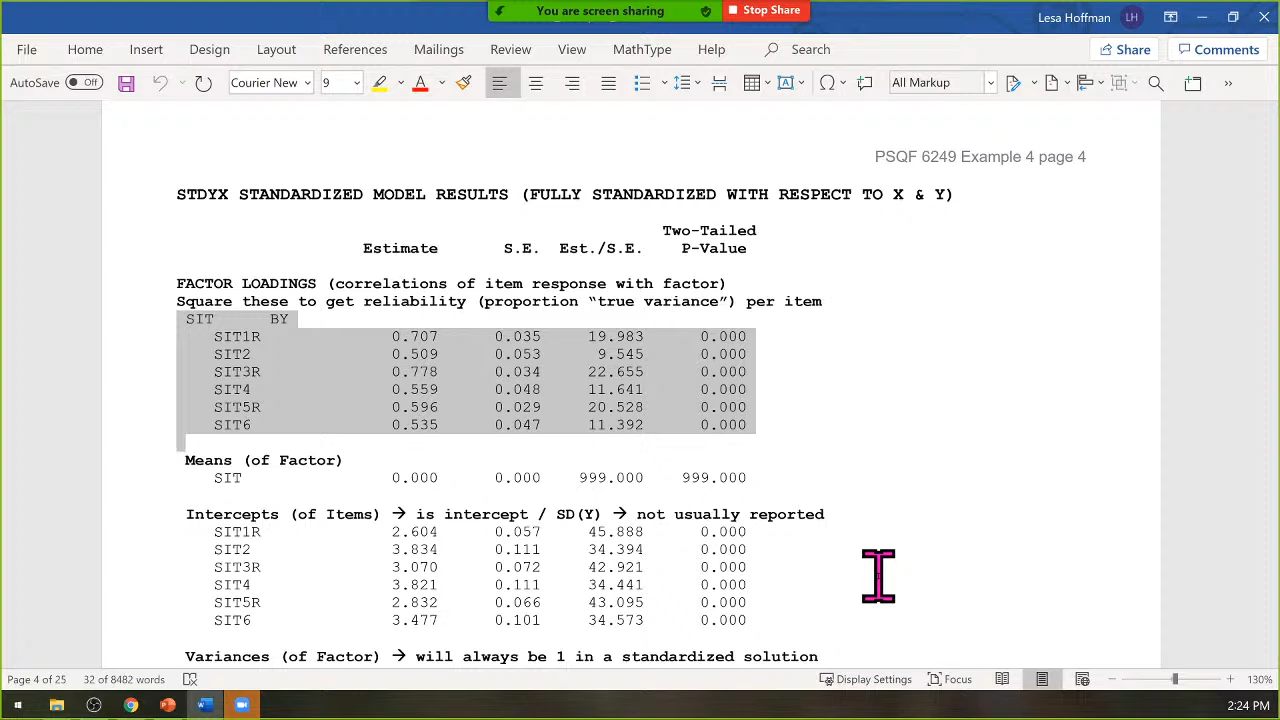 You are screen sharing Stop Share
Lesa Hoffman LH
File Home Insert Design Layout References Mailings Review View MathType Help Search Share Comments
AutoSave Off Courier New 9 All Markup
PSQF 6249 Example 4 page 4
STDYX STANDARDIZED MODEL RESULTS (FULLY STANDARDIZED WITH RESPECT TO X & Y)
Two-Tailed
Estimate S.E. Est./S.E. P-Value
FACTOR LOADINGS (correlations of item response with factor)
Square these to get reliability (proportion “true variance”) per item
SIT BY
SIT1R 0.707 0.035 19.983 0.000
SIT2 0.509 0.053 9.545 0.000
SIT3R 0.778 0.034 22.655 0.000
SIT4 0.559 0.048 11.641 0.000
SIT5R 0.596 0.029 20.528 0.000
SIT6 0.535 0.047 11.392 0.000
Means (of Factor)
SIT 0.000 0.000 999.000 999.000
Intercepts (of Items) → is intercept / SD(Y) → not usually reported
SIT1R 2.604 0.057 45.888 0.000
SIT2 3.834 0.111 34.394 0.000
SIT3R 3.070 0.072 42.921 0.000
SIT4 3.821 0.111 34.441 0.000
SIT5R 2.832 0.066 43.095 0.000
SIT6 3.477 0.101 34.573 0.000
Variances (of Factor) → will always be 1 in a standardized solution
Page 4 of 25 32 of 8482 words Display Settings Focus 130%
2:24 PM